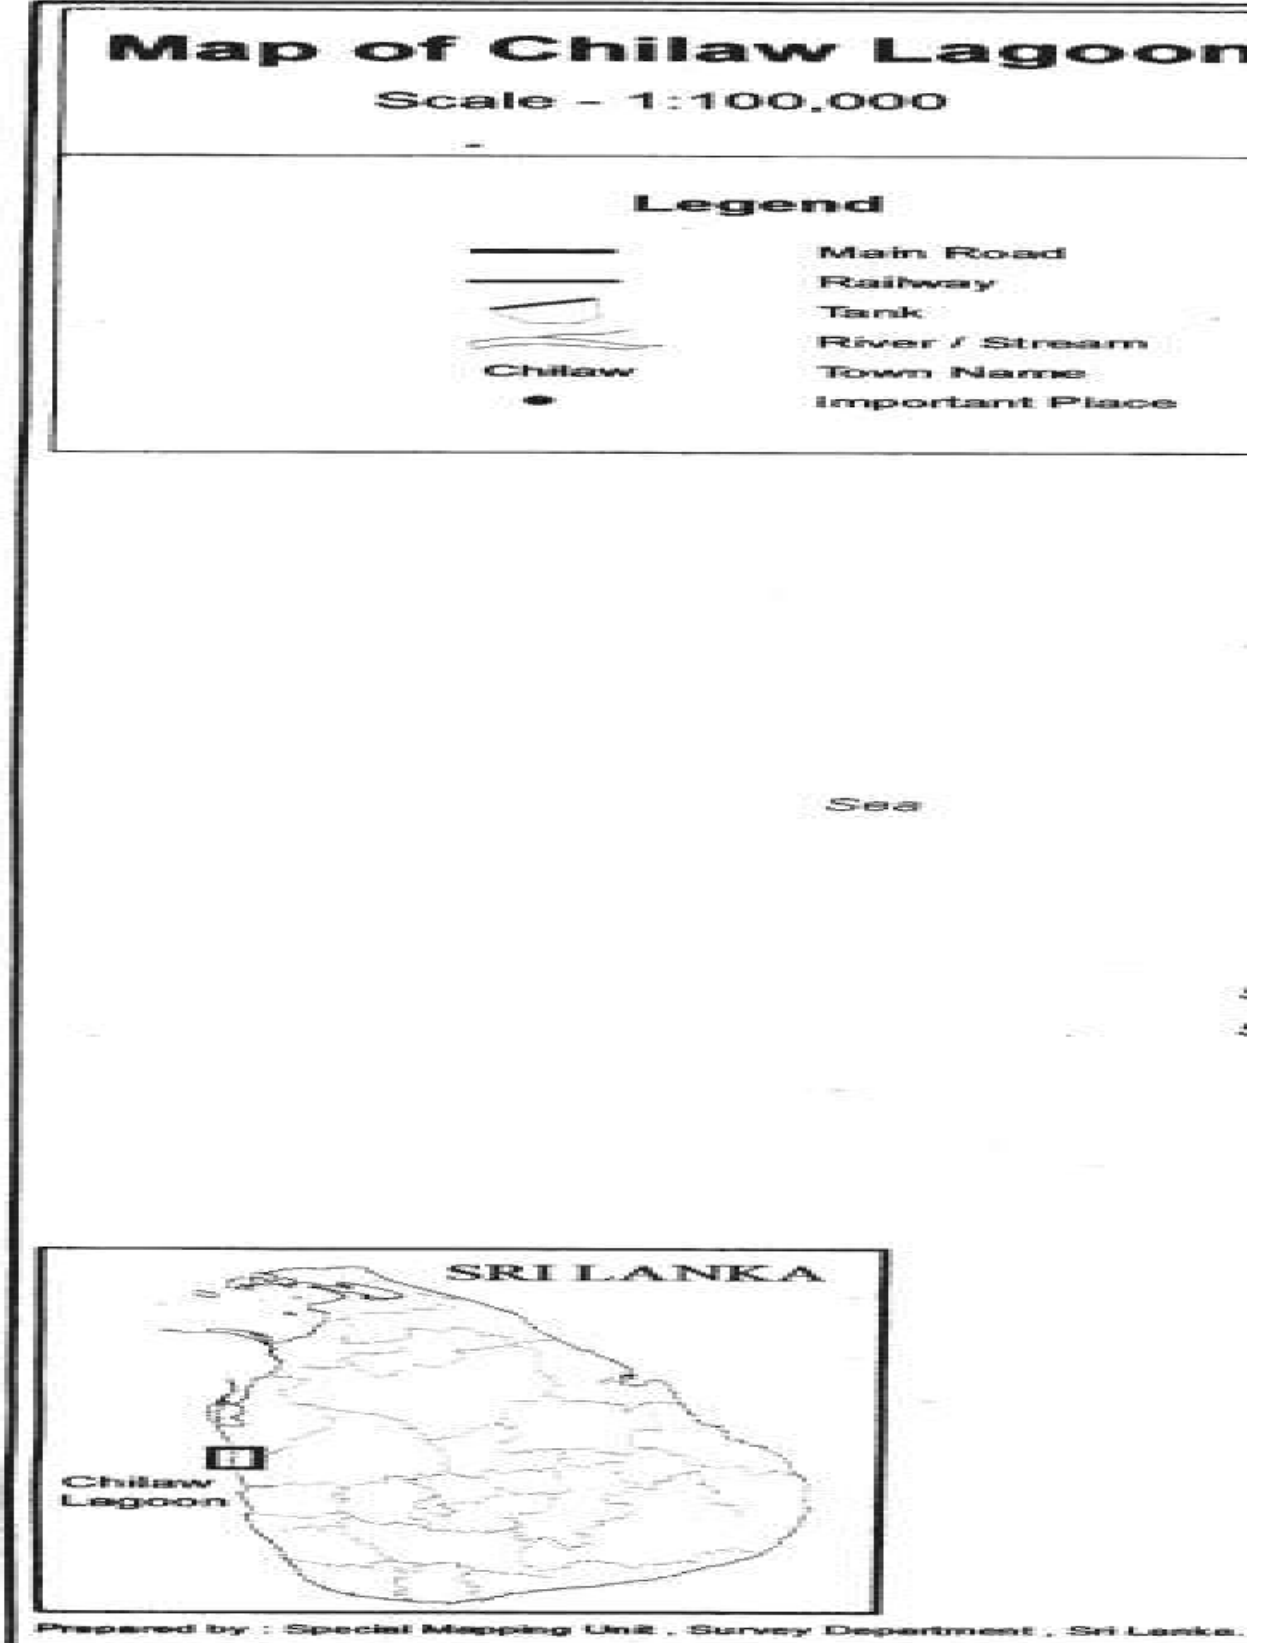 Map of Chilaw Lagoon
Scale - 1:100,000
Legend
Main Road
Railway
Tank
River / Stream
Chilaw Town Name
Important Place
Sea
SRI LANKA
Chilaw
Lagoon
Prepared by : Special Mapping Unit , Survey Department , Sri Lanka.